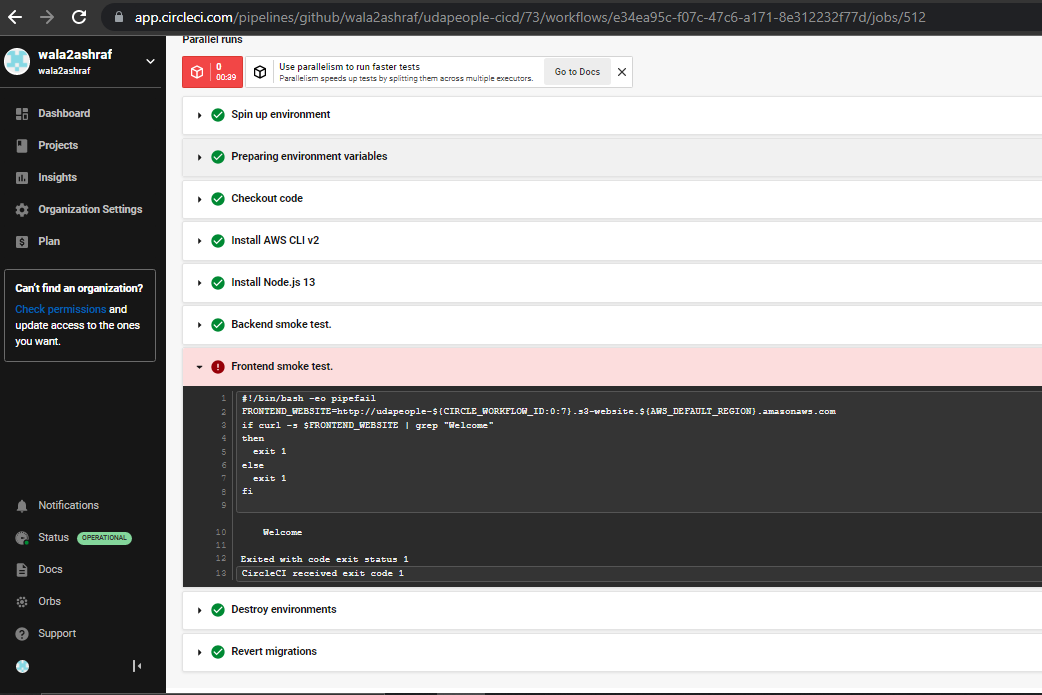 app.circleci.com/pipelines/github/wala2ashraf/udapeople-cicd/73/workflows/e34ea95c-f07c-47c6-a171-8e312232f77d/jobs/512
wala2ashraf
wala2ashraf
Dashboard
Projects
Insights
Organization Settings
Plan
Can't find an organization?
Check permissions and
update access to the ones
you want.
Notifications
Status OPERATIONAL
Docs
Orbs
Support
Parallel runs
0
00:39
Use parallelism to run faster tests
Parallelism speeds up tests by splitting them across multiple executors.
Go to Docs
Spin up environment
Preparing environment variables
Checkout code
Install AWS CLI v2
Install Node.js 13
Backend smoke test.
Frontend smoke test.
1 #!/bin/bash -eo pipefail
2 FRONTEND_WEBSITE=http://udapeople-${CIRCLE_WORKFLOW_ID:0:7}.s3-website.${AWS_DEFAULT_REGION}.amazonaws.com
3 if curl -s $FRONTEND_WEBSITE | grep "Welcome"
4 then
5   exit 1
6 else
7   exit 1
8 fi
9
10    Welcome
11
12 Exited with code exit status 1
13 CircleCI received exit code 1
Destroy environments
Revert migrations